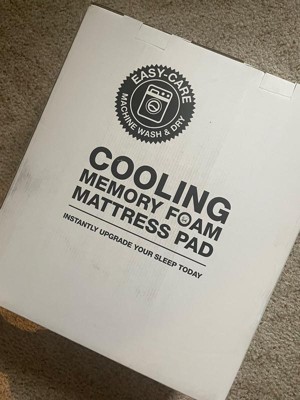 EASY-CARE
MACHINE WASH & DRY
COOLING
MEMORY FOAM
MATTRESS PAD
INSTANTLY UPGRADE YOUR SLEEP TODAY